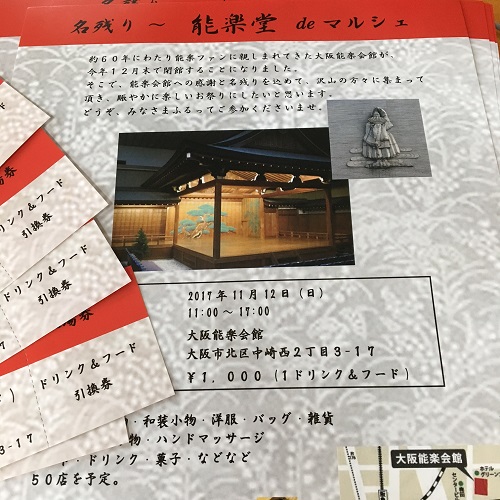 名残り ～ 能楽堂 de マルシェ
約６０年にわたり能楽ファンに親しまれてきた大阪能楽会館が、
今年１２月末で閉館することになりました。
そこで、能楽会館への感謝と名残を込めて、沢山の方々に集まって
頂き、賑やかに楽しいお祭りにしたいと思います。
どうぞ、みなさまふるってご参加くださいませ。
2017年11月12日（日）
11:00～17:00
大阪能楽会館
大阪市北区中崎西２丁目３-１７
￥１，０００（１ドリンク＆フード）
・和装小物・洋服・バッグ・雑貨
物・ハンドマッサージ
・ドリンク・菓子・などなど
５０店を予定。
大阪能楽会館
ホテル
グリーン
センタ
ンク＆フード
引換券
ドリンク＆フード
引換券
ドリンク＆フード
引換券
ドリンク＆フード
引換券
3-17